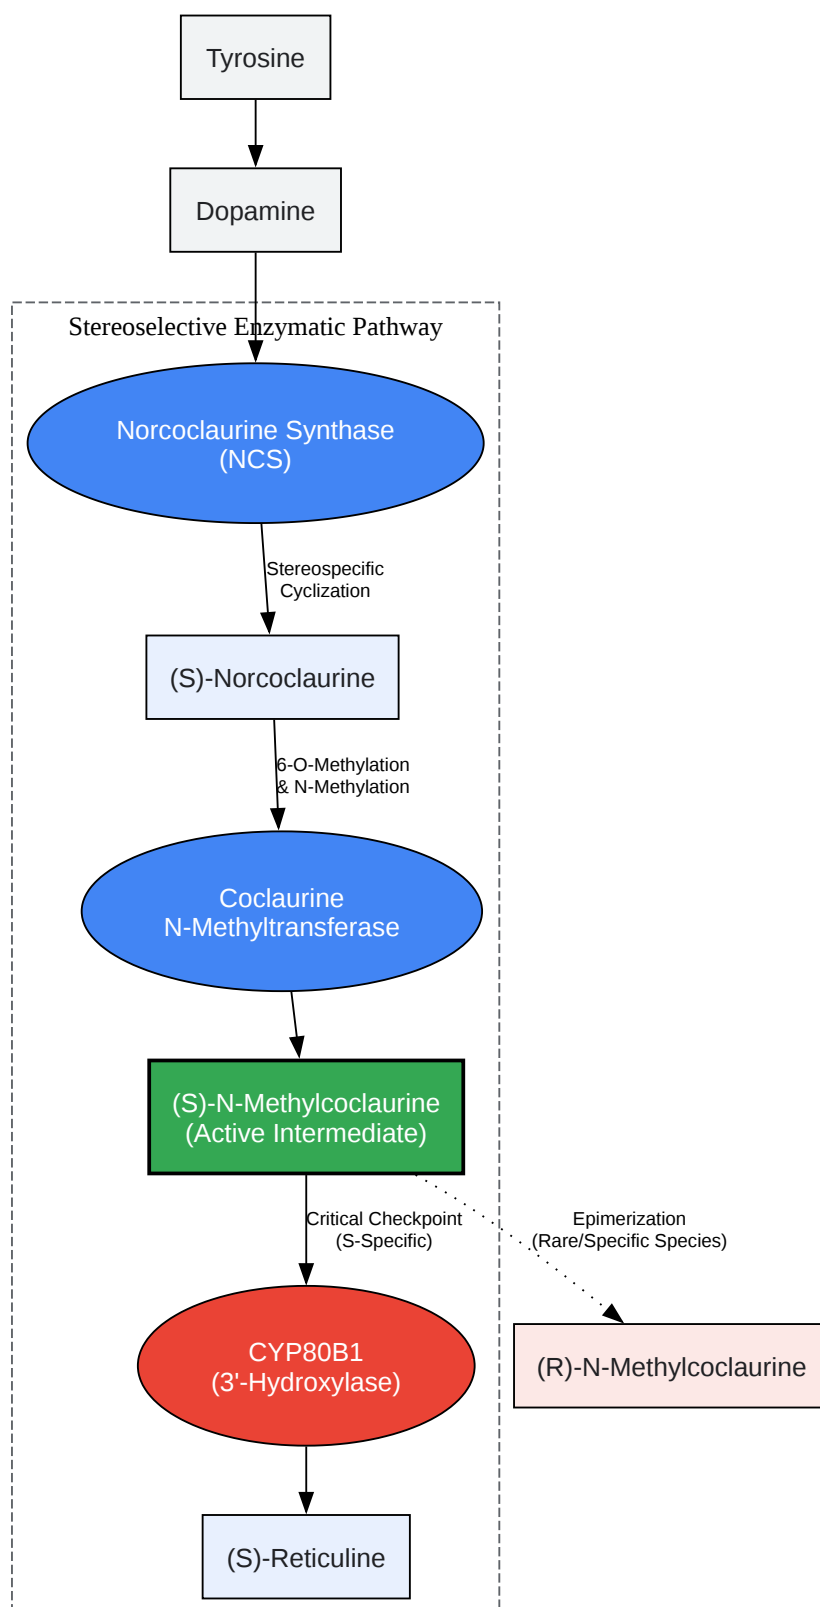 Tyrosine
Dopamine
Stereoselective Enzymatic Pathway
Norcoclaurine Synthase
(NCS)
Stereospecific
Cyclization
(S)-Norcoclaurine
6-O-Methylation
& N-Methylation
Coclaurine
N-Methyltransferase
(S)-N-Methylcoclaurine
(Active Intermediate)
Critical Checkpoint
(S-Specific)
Epimerization
(Rare/Specific Species)
CYP80B1
(3'-Hydroxylase)
(R)-N-Methylcoclaurine
(S)-Reticuline